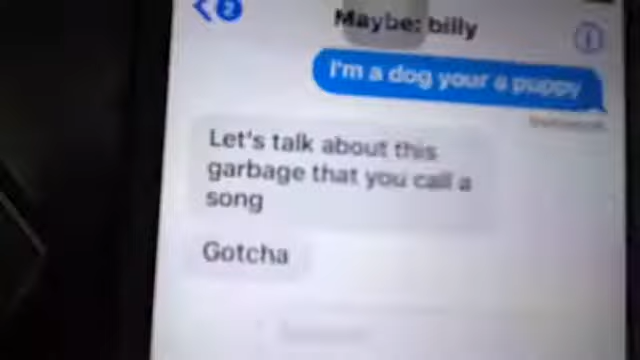 2
Maybe: billy
I'm a dog your a puppy
Let's talk about this
garbage that you call a
song
Gotcha